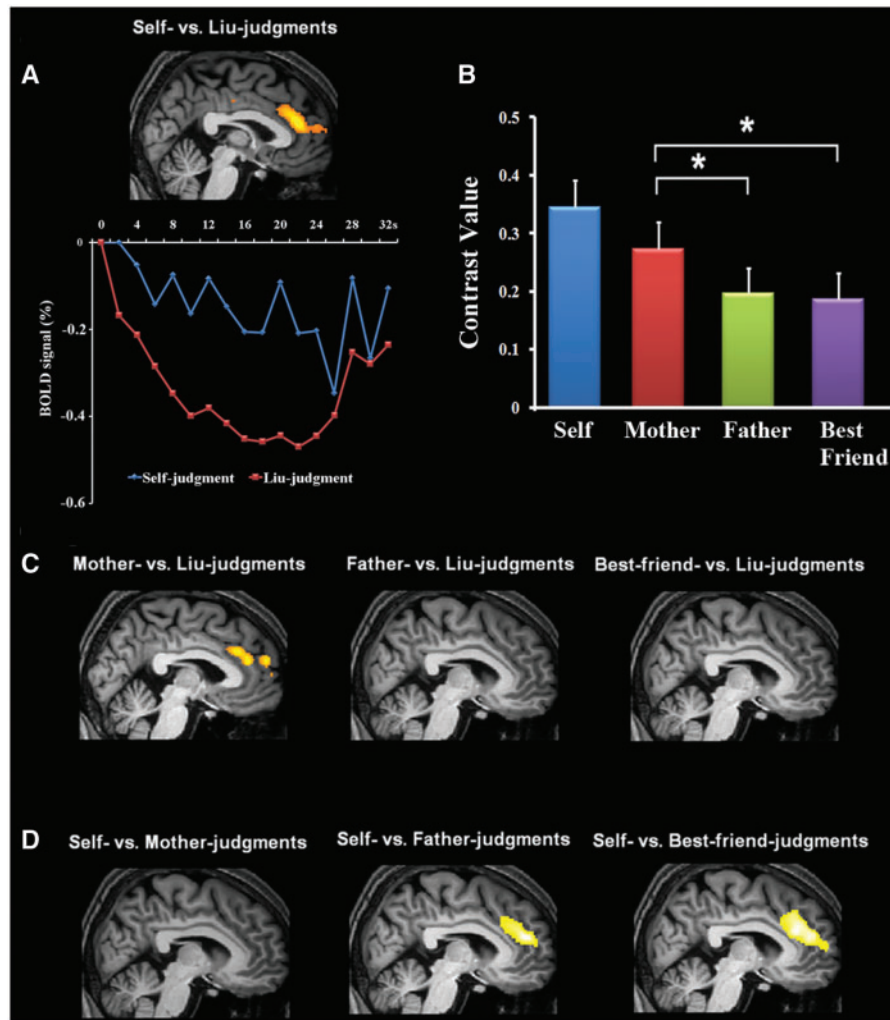 Self- vs. Liu-judgments
A
0 4 8 12 16 20 24 28 32s
0
-0.2
-0.4
-0.6
BOLD signal (%)
Self-judgment Liu-judgment
B
0.5
0.4
0.3
0.2
0.1
0
Contrast Value
* *
Self Mother Father Best
Friend
C
Mother- vs. Liu-judgments Father- vs. Liu-judgments Best-friend- vs. Liu-judgments
D
Self- vs. Mother-judgments Self- vs. Father-judgments Self- vs. Best-friend-judgments